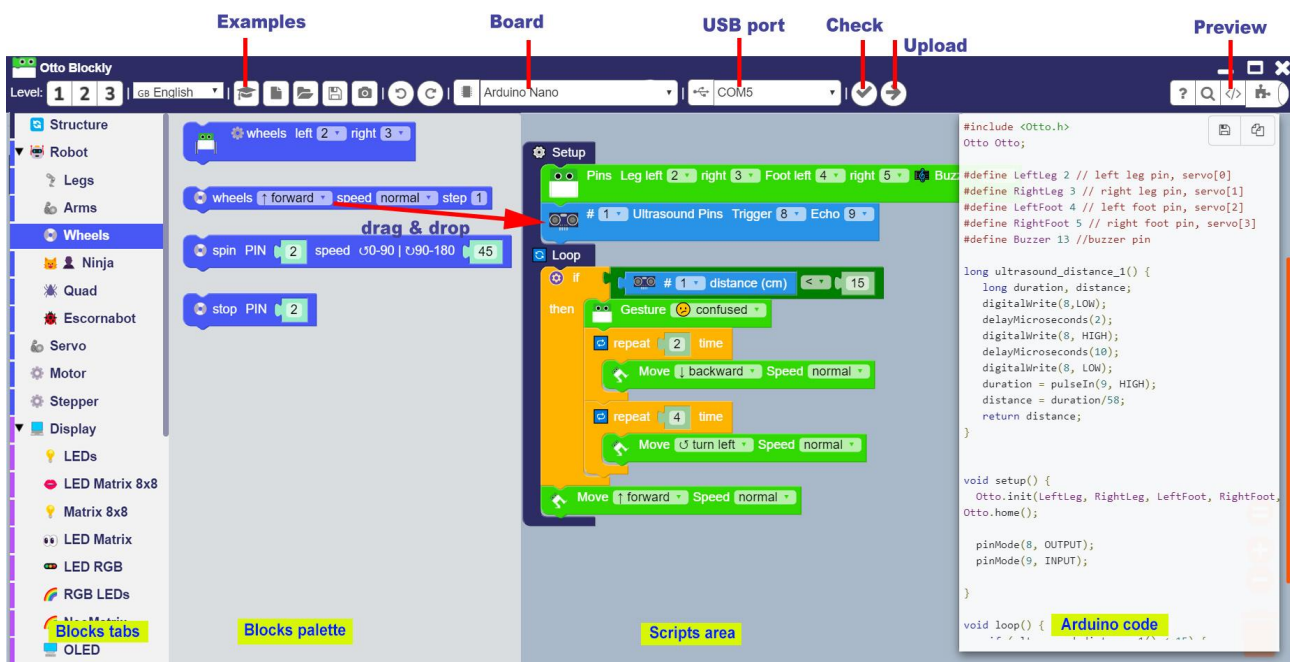 Examples
Board
USB port
Check
Upload
Preview
Otto Blockly
Level: 1 2 3 GB English Arduino Nano COM5 ? </>
Structure
Robot
Legs
Arms
Wheels
Ninja
Quad
Escornabot
Servo
Motor
Stepper
Display
LEDs
LED Matrix 8x8
Matrix 8x8
LED Matrix
LED RGB
RGB LEDs
OLED
Blocks tabs
wheels left 2 right 3
wheels ↑ forward speed normal step 1
drag & drop
spin PIN 2 speed ↺0-90 | ↻90-180 45
stop PIN 2
Blocks palette
Setup
Pins Leg left 2 right 3 Foot left 4 right 5
# 1 Ultrasound Pins Trigger 8 Echo 9
Loop
if # 1 distance (cm) < 15
then Gesture confused
repeat 2 time
Move ↓ backward Speed normal
repeat 4 time
Move ↺ turn left Speed normal
Move ↑ forward Speed normal
Scripts area
#include <Otto.h>
Otto Otto;
#define LeftLeg 2 // left leg pin, servo[0]
#define RightLeg 3 // right leg pin, servo[1]
#define LeftFoot 4 // left foot pin, servo[2]
#define RightFoot 5 // right foot pin, servo[3]
#define Buzzer 13 //buzzer pin
long ultrasound_distance_1() {
long duration, distance;
digitalWrite(8,LOW);
delayMicroseconds(2);
digitalWrite(8, HIGH);
delayMicroseconds(10);
digitalWrite(8, LOW);
duration = pulseIn(9, HIGH);
distance = duration/58;
return distance;
}
void setup() {
Otto.init(LeftLeg, RightLeg, LeftFoot, RightFoot,
Otto.home();
pinMode(8, OUTPUT);
pinMode(9, INPUT);
}
void loop() {
Arduino code